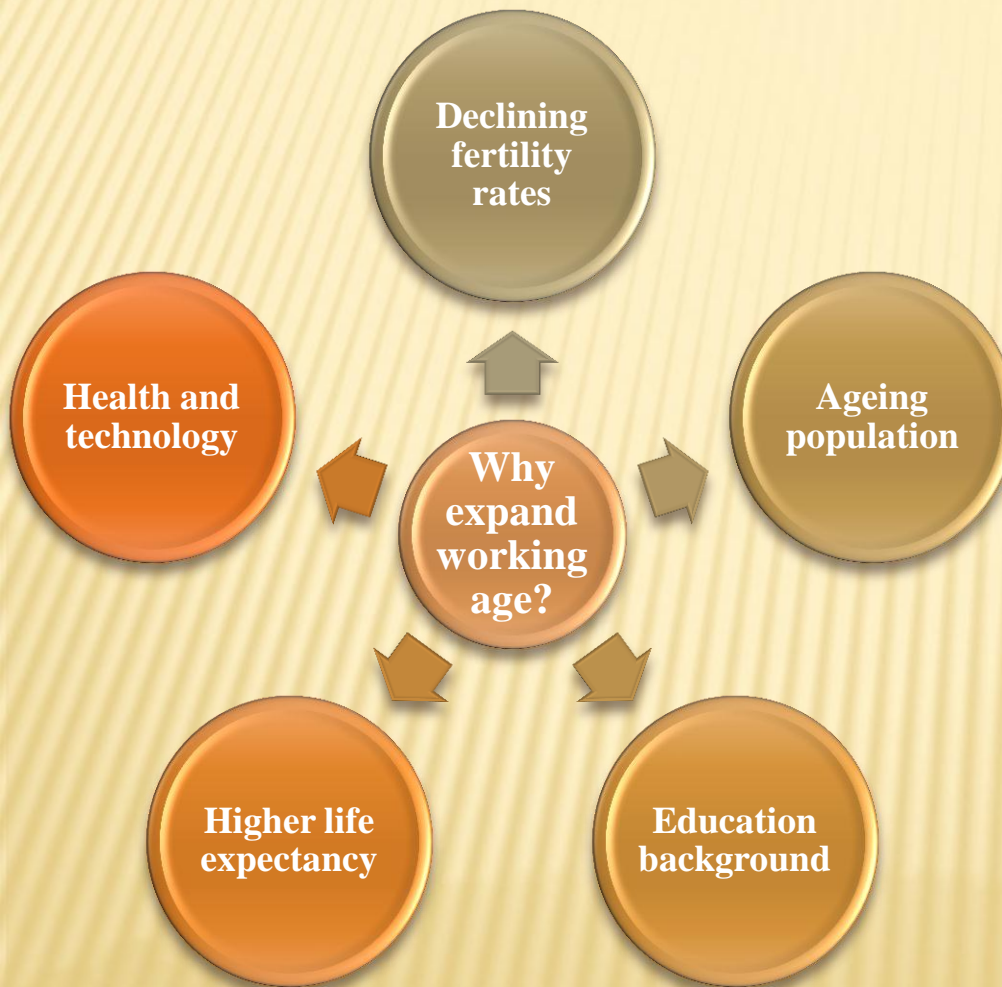 Declining
fertility
rates
Health and
technology
Ageing
population
Why
expand
working
age?
Higher life
expectancy
Education
background